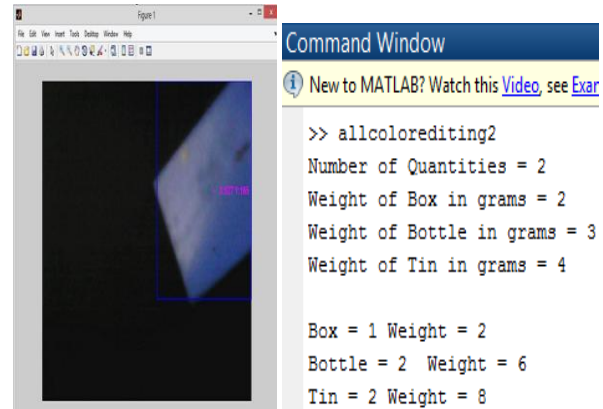 Figure 1
File Edit View Insert Tools Desktop Window Help
Command Window
New to MATLAB? Watch this Video, see
>> allcolorediting2
Number of Quantities = 2
Weight of Box in grams = 2
Weight of Bottle in grams = 3
Weight of Tin in grams = 4
Box = 1 Weight = 2
Bottle = 2 Weight = 6
Tin = 2 Weight = 8